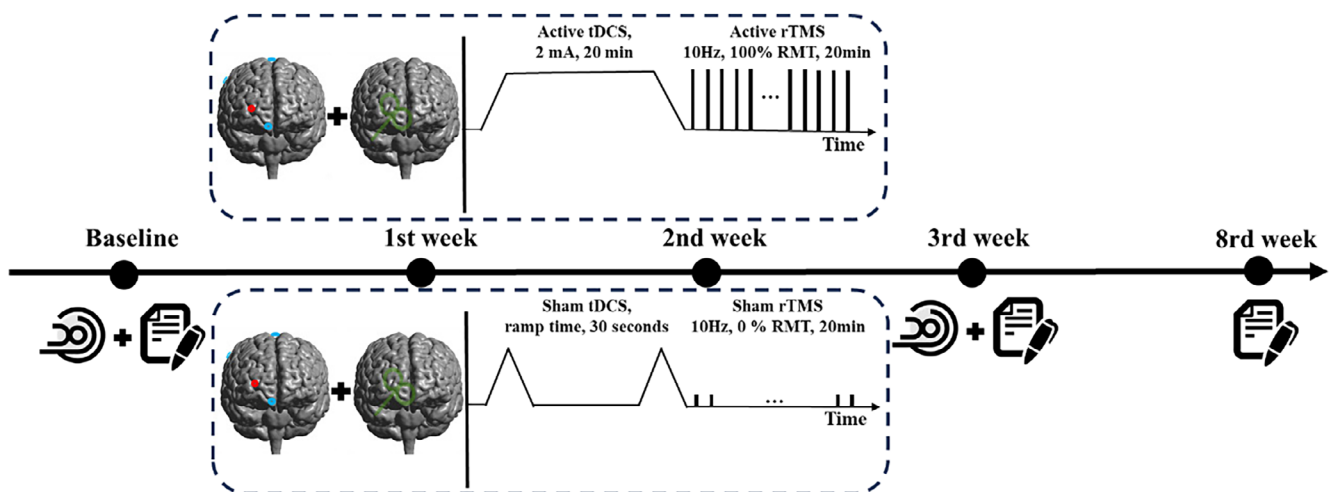 Active tDCS,
2 mA, 20 min
Active rTMS
10Hz, 100% RMT, 20min
...
Time
Baseline
1st week
2nd week
3rd week
8rd week
Sham tDCS,
ramp time, 30 seconds
Sham rTMS
10Hz, 0 % RMT, 20min
...
Time